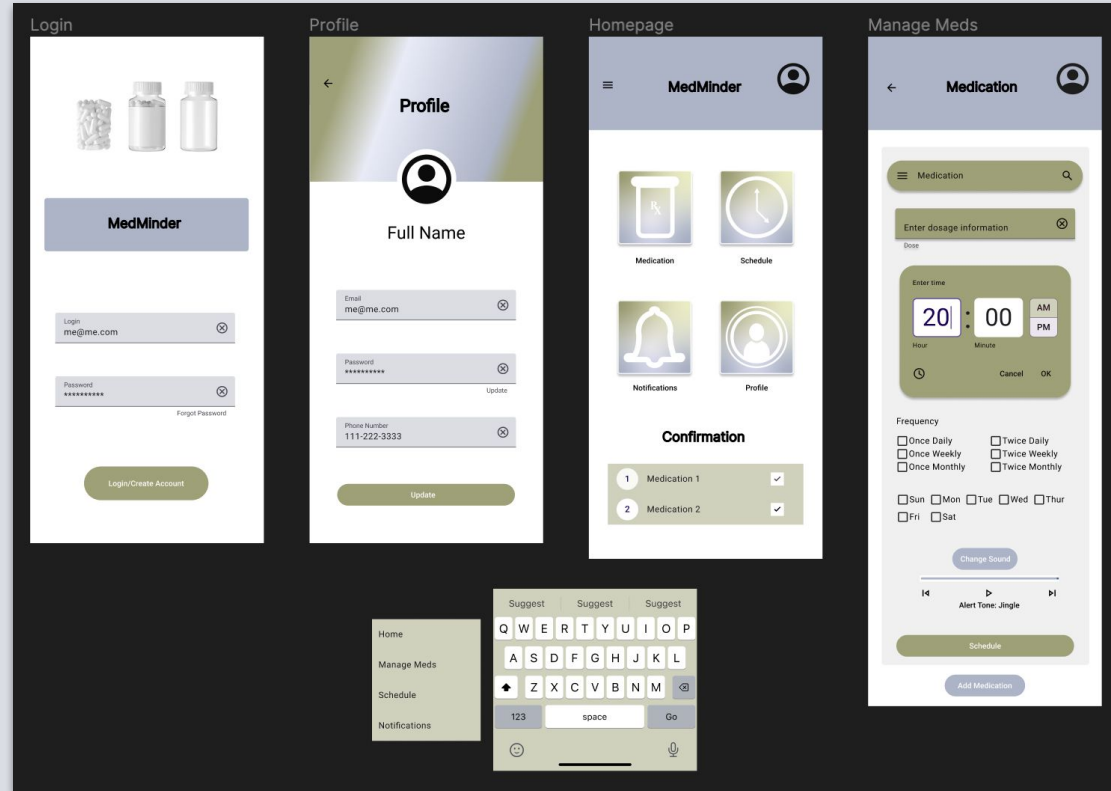 Login
MedMinder
Login
me@me.com
Password
**********
Forgot Password
Login/Create Account
Profile
Profile
Full Name
Email
me@me.com
Password
**********
Update
Phone Number
111-222-3333
Update
Homepage
MedMinder
Rx
Medication
Schedule
Notifications
Profile
Confirmation
1 Medication 1
2 Medication 2
Manage Meds
Medication
Medication
Enter dosage information
Dose
Enter time
20 : 00 AM
PM
Hour Minute
Cancel OK
Frequency
Once Daily Twice Daily
Once Weekly Twice Weekly
Once Monthly Twice Monthly
Sun Mon Tue Wed Thur
Fri Sat
Change Sound
Alert Tone: Jingle
Schedule
Add Medication
Home
Manage Meds
Schedule
Notifications
Suggest Suggest Suggest
Q W E R T Y U I O P
A S D F G H J K L
Z X C V B N M
123 space Go